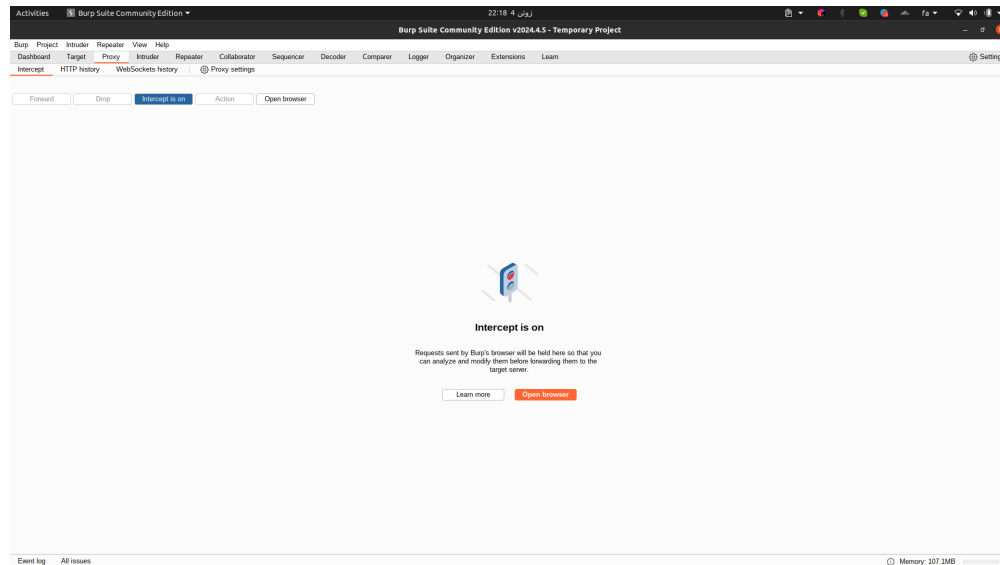 Activities Burp Suite Community Edition 22:18 4 ژوئن fa
Burp Suite Community Edition v2024.4.5 - Temporary Project
Burp Project Intruder Repeater View Help
Dashboard Target Proxy Intruder Repeater Collaborator Sequencer Decoder Comparer Logger Organizer Extensions Learn Setting
Intercept HTTP history WebSockets history Proxy settings
Forward Drop Intercept is on Action Open browser
Intercept is on
Requests sent by Burp's browser will be held here so that you
can analyze and modify them before forwarding them to the
target server.
Learn more Open browser
Event log All issues Memory: 107.1MB